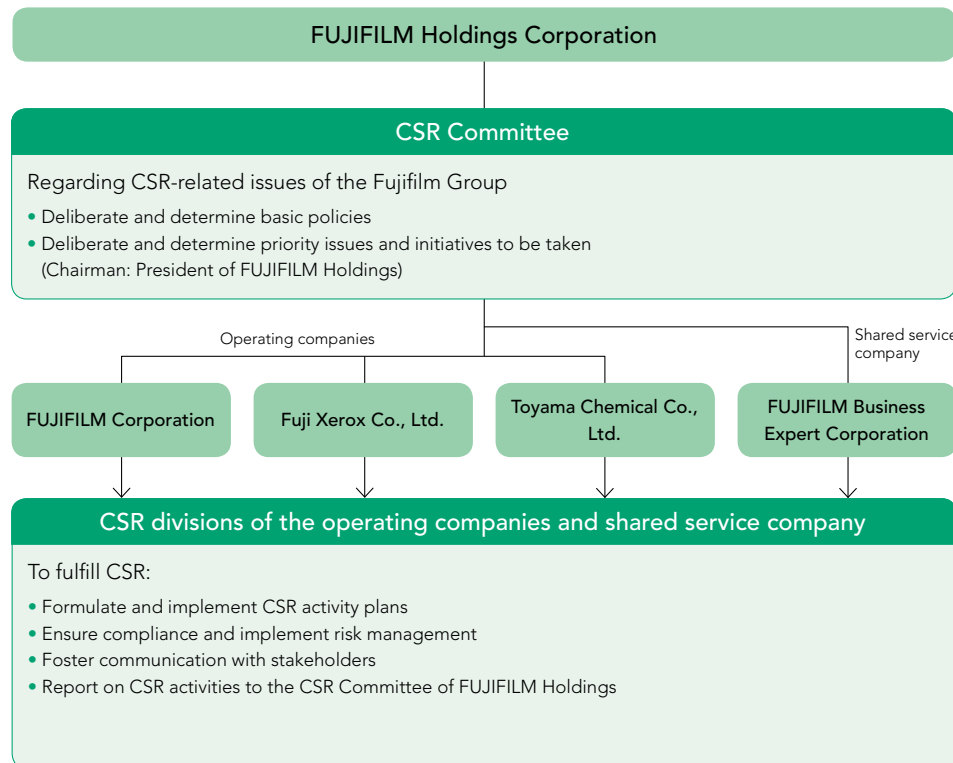 FUJIFILM Holdings Corporation
CSR Committee
Regarding CSR-related issues of the Fujifilm Group
• Deliberate and determine basic policies
• Deliberate and determine priority issues and initiatives to be taken
(Chairman: President of FUJIFILM Holdings)
Operating companies
Shared service
company
FUJIFILM Corporation
Fuji Xerox Co., Ltd.
Toyama Chemical Co.,
Ltd.
FUJIFILM Business
Expert Corporation
CSR divisions of the operating companies and shared service company
To fulfill CSR:
• Formulate and implement CSR activity plans
• Ensure compliance and implement risk management
• Foster communication with stakeholders
• Report on CSR activities to the CSR Committee of FUJIFILM Holdings